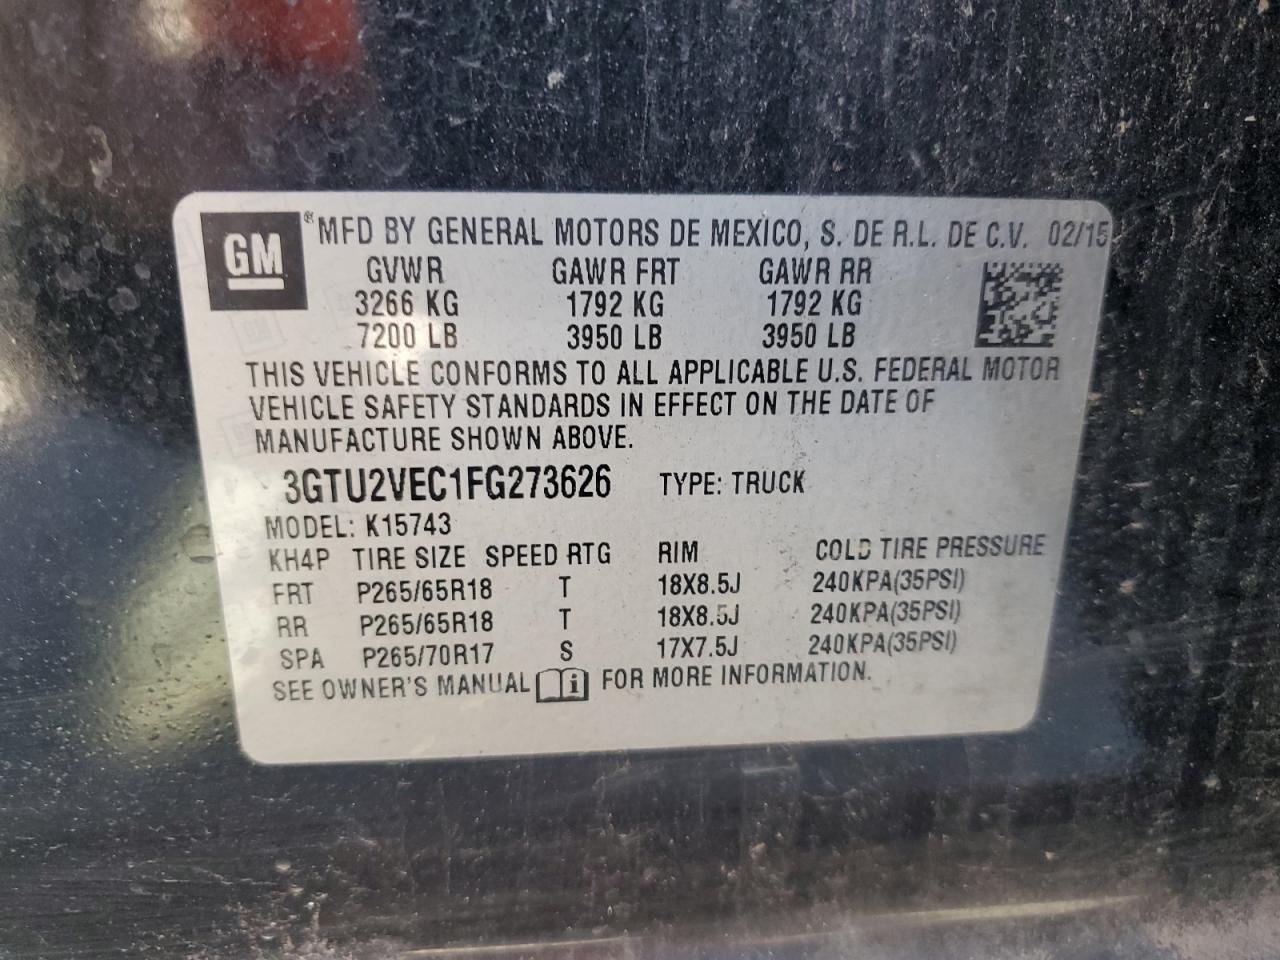 GM
® MFD BY GENERAL MOTORS DE MEXICO, S. DE R.L. DE C.V. 02/15
GVWR GAWR FRT GAWR RR
3266 KG 1792 KG 1792 KG
7200 LB 3950 LB 3950 LB
THIS VEHICLE CONFORMS TO ALL APPLICABLE U.S. FEDERAL MOTOR
VEHICLE SAFETY STANDARDS IN EFFECT ON THE DATE OF
MANUFACTURE SHOWN ABOVE.
3GTU2VEC1FG273626 TYPE: TRUCK
MODEL: K15743
KH4P TIRE SIZE SPEED RTG RIM COLD TIRE PRESSURE
FRT P265/65R18 T 18X8.5J 240KPA(35PSI)
RR P265/65R18 T 18X8.5J 240KPA(35PSI)
SPA P265/70R17 S 17X7.5J 240KPA(35PSI)
SEE OWNER'S MANUAL i FOR MORE INFORMATION.